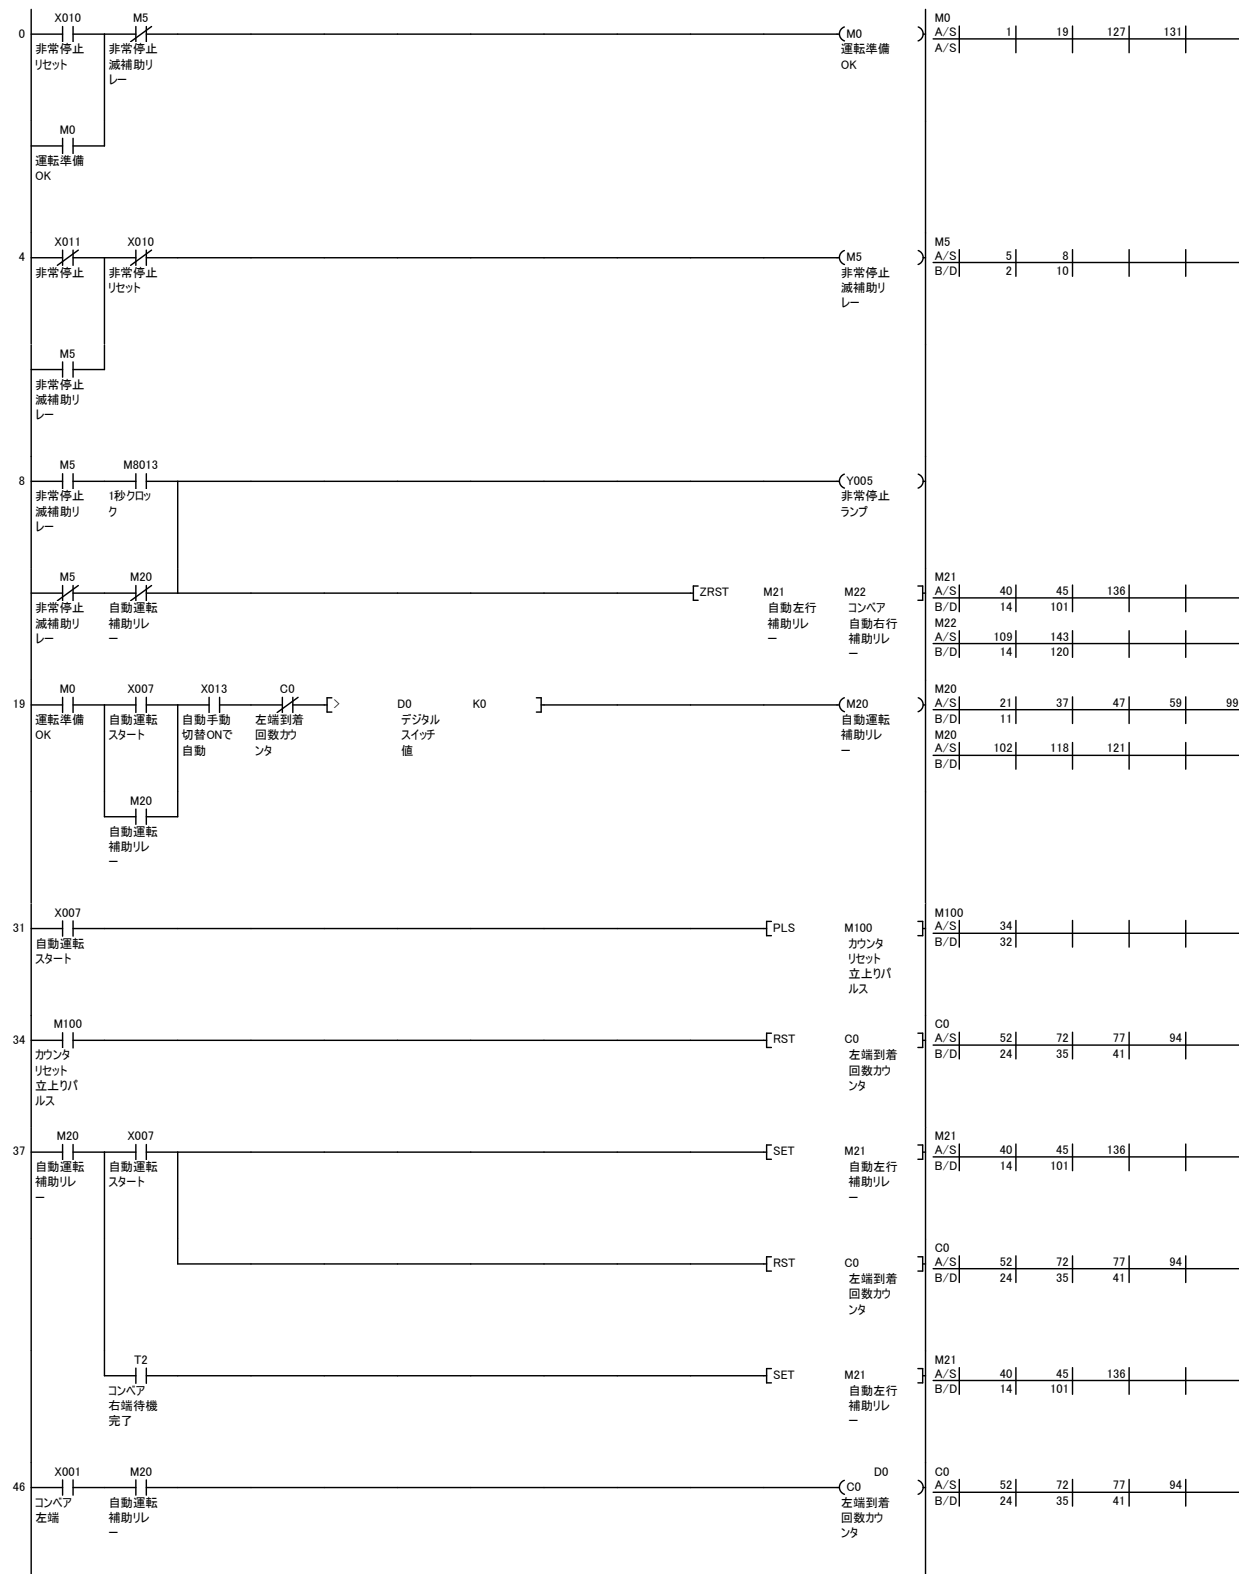 X010 M5 M0
0 (M0 ) A/S 1 19 127 131
非常停止 非常停止 運転準備 A/S
リセット 滅補助リ OK
レー
M0
運転準備
OK
X011 X010 M5
4 (M5 ) A/S 5 8
非常停止 非常停止 非常停止 B/D 2 10
リセット 滅補助リ
レー
M5
非常停止
滅補助リ
レー
M5 M8013
8 (Y005 )
非常停止 1秒クロッ 非常停止
滅補助リ ク ランプ
レー
M5 M20 M21
[ZRST M21 M22 ] A/S 40 45 136
非常停止 自動運転 自動左行 コンベア B/D 14 101
滅補助リ 補助リレ 補助リレ 自動右行 M22
レー ー ー 補助リレ A/S 109 143
ー B/D 14 120
M0 X007 X013 C0 M20
19 [> D0 K0 ] (M20 ) A/S 21 37 47 59 99
運転準備 自動運転 自動手動 左端到着 デジタル 自動運転 B/D 11
OK スタート 切替ONで 回数カウ スイッチ 補助リレ M20
自動 ンタ 値 ー A/S 102 118 121
B/D
M20
自動運転
補助リレ
ー
X007 M100
31 [PLS M100 ] A/S 34
自動運転 カウンタ B/D 32
スタート リセット
立上りパ
ルス
M100 C0
34 [RST C0 ] A/S 52 72 77 94
カウンタ 左端到着 B/D 24 35 41
リセット 回数カウ
立上りパ ンタ
ルス
M20 X007 M21
37 [SET M21 ] A/S 40 45 136
自動運転 自動運転 自動左行 B/D 14 101
補助リレ スタート 補助リレ
ー ー
C0
[RST C0 ] A/S 52 72 77 94
左端到着 B/D 24 35 41
回数カウ
ンタ
T2 M21
[SET M21 ] A/S 40 45 136
コンベア 自動左行 B/D 14 101
右端待機 補助リレ
完了 ー
X001 M20 D0 C0
46 (C0 ) A/S 52 72 77 94
コンベア 自動運転 左端到着 B/D 24 35 41
左端 補助リレ 回数カウ
ー ンタ